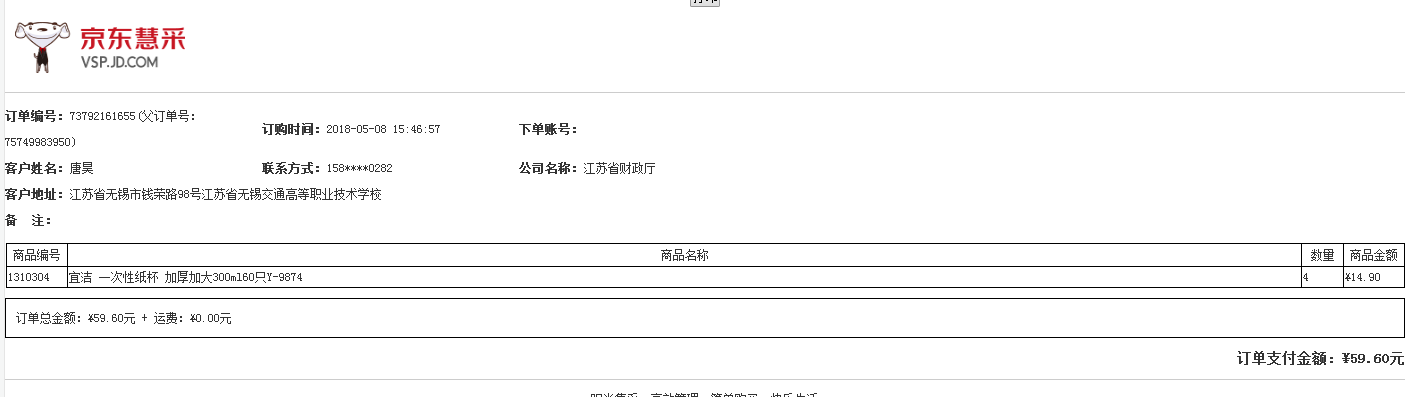 京东慧采
VSP.JD.COM
订单编号：73792161655(父订单号：
75749983950)
订购时间：2018-05-08 15:46:57
下单账号：
客户姓名：唐昊
联系方式：158****0282
公司名称：江苏省财政厅
客户地址：江苏省无锡市钱荣路98号江苏省无锡交通高等职业技术学校
备 注：
商品编号 商品名称 数量 商品金额
1310304 宜洁 一次性纸杯 加厚加大300ml60只Y-9874 4 ¥14.90
订单总金额：¥59.60元 + 运费：¥0.00元
订单支付金额：¥59.60元